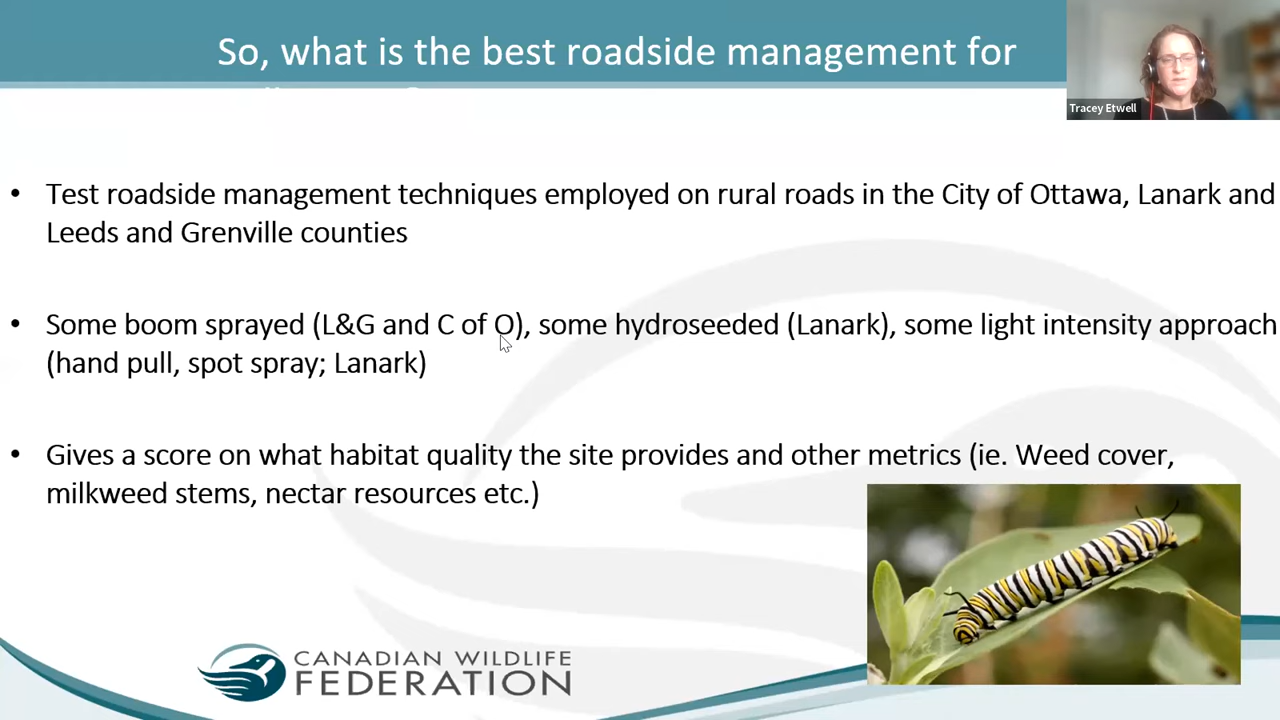 So, what is the best roadside management for
Tracey Etwell
• Test roadside management techniques employed on rural roads in the City of Ottawa, Lanark and
Leeds and Grenville counties
• Some boom sprayed (L&G and C of O), some hydroseeded (Lanark), some light intensity approach
(hand pull, spot spray; Lanark)
• Gives a score on what habitat quality the site provides and other metrics (ie. Weed cover,
milkweed stems, nectar resources etc.)
CANADIAN WILDLIFE
FEDERATION